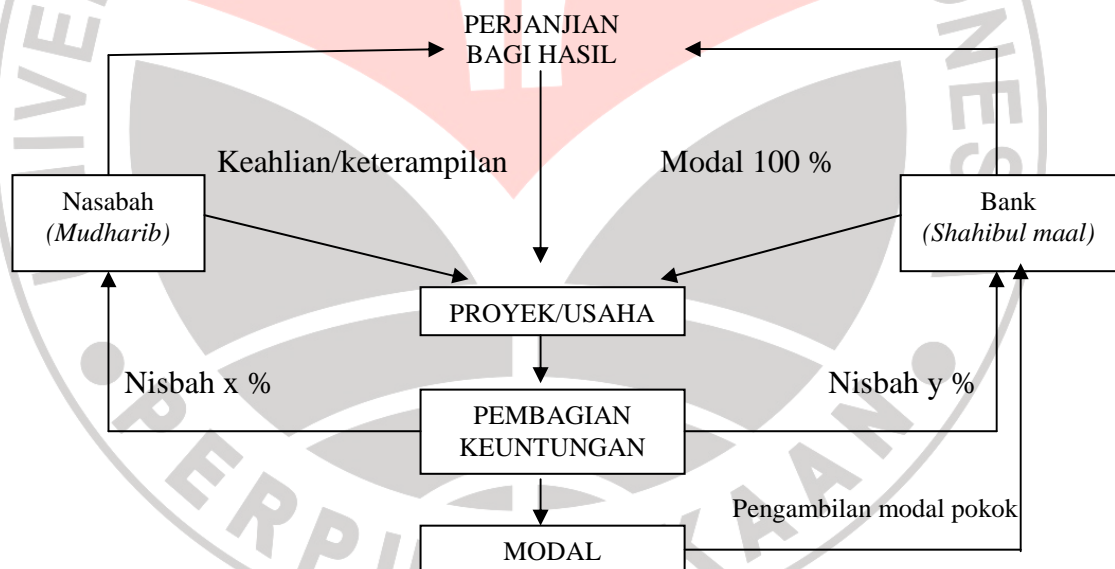 PERJANJIAN
BAGI HASIL
Keahlian/keterampilan
Modal 100 %
Nasabah
(Mudharib)
Bank
(Shahibul maal)
PROYEK/USAHA
Nisbah x %
Nisbah y %
PEMBAGIAN
KEUNTUNGAN
Pengambilan modal pokok
MODAL